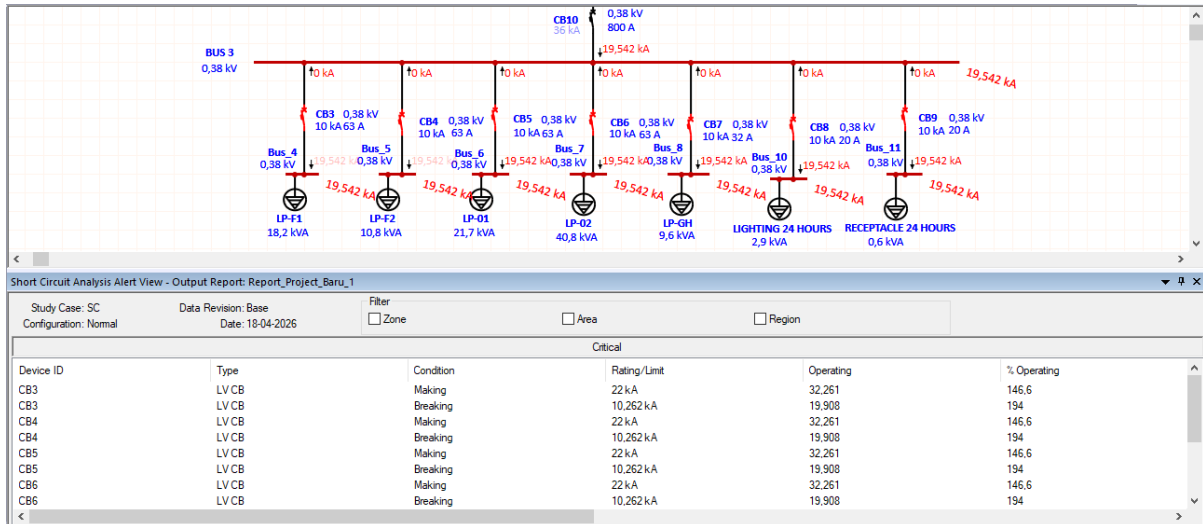 CB10 0,38 kV
36 kA 800 A
19,542 kA
BUS 3
0,38 kV
19,542 kA
0 kA 0 kA 0 kA 0 kA 0 kA 0 kA 0 kA
CB3 0,38 kV
10 kA 63 A
CB4 0,38 kV
10 kA 63 A
CB5 0,38 kV
10 kA 63 A
CB6 0,38 kV
10 kA 63 A
CB7 0,38 kV
10 kA 32 A
CB8 0,38 kV
10 kA 20 A
CB9 0,38 kV
10 kA 20 A
Bus_4
0,38 kV
19,542 kA
19,542 kA
LP-F1
18,2 kVA
Bus_5
0,38 kV
19,542 kA
19,542 kA
LP-F2
10,8 kVA
Bus_6
0,38 kV
19,542 kA
19,542 kA
LP-01
21,7 kVA
Bus_7
0,38 kV
19,542 kA
19,542 kA
LP-02
40,8 kVA
Bus_8
0,38 kV
19,542 kA
19,542 kA
LP-GH
9,6 kVA
Bus_10
0,38 kV
19,542 kA
19,542 kA
LIGHTING 24 HOURS
2,9 kVA
Bus_11
0,38 kV
19,542 kA
19,542 kA
RECEPTACLE 24 HOURS
0,6 kVA
Short Circuit Analysis Alert View - Output Report: Report_Project_Baru_1
Study Case: SC Data Revision: Base Filter
Configuration: Normal Date: 18-04-2026 Zone Area Region
Critical
Device ID Type Condition Rating/Limit Operating % Operating
CB3 LV CB Making 22 kA 32,261 146,6
CB3 LV CB Breaking 10,262 kA 19,908 194
CB4 LV CB Making 22 kA 32,261 146,6
CB4 LV CB Breaking 10,262 kA 19,908 194
CB5 LV CB Making 22 kA 32,261 146,6
CB5 LV CB Breaking 10,262 kA 19,908 194
CB6 LV CB Making 22 kA 32,261 146,6
CB6 LV CB Breaking 10,262 kA 19,908 194